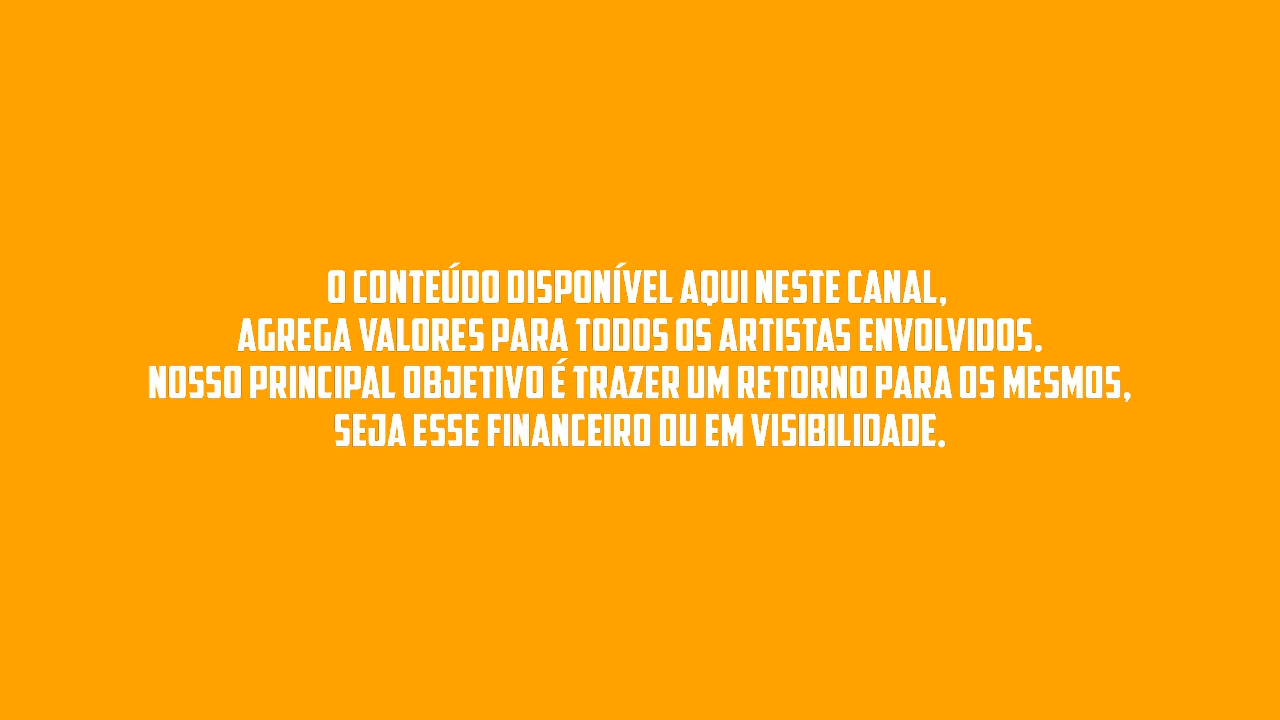 O CONTEÚDO DISPONÍVEL AQUI NESTE CANAL,
AGREGA VALORES PARA TODOS OS ARTISTAS ENVOLVIDOS.
NOSSO PRINCIPAL OBJETIVO É TRAZER UM RETORNO PARA OS MESMOS,
SEJA ESSE FINANCEIRO OU EM VISIBILIDADE.